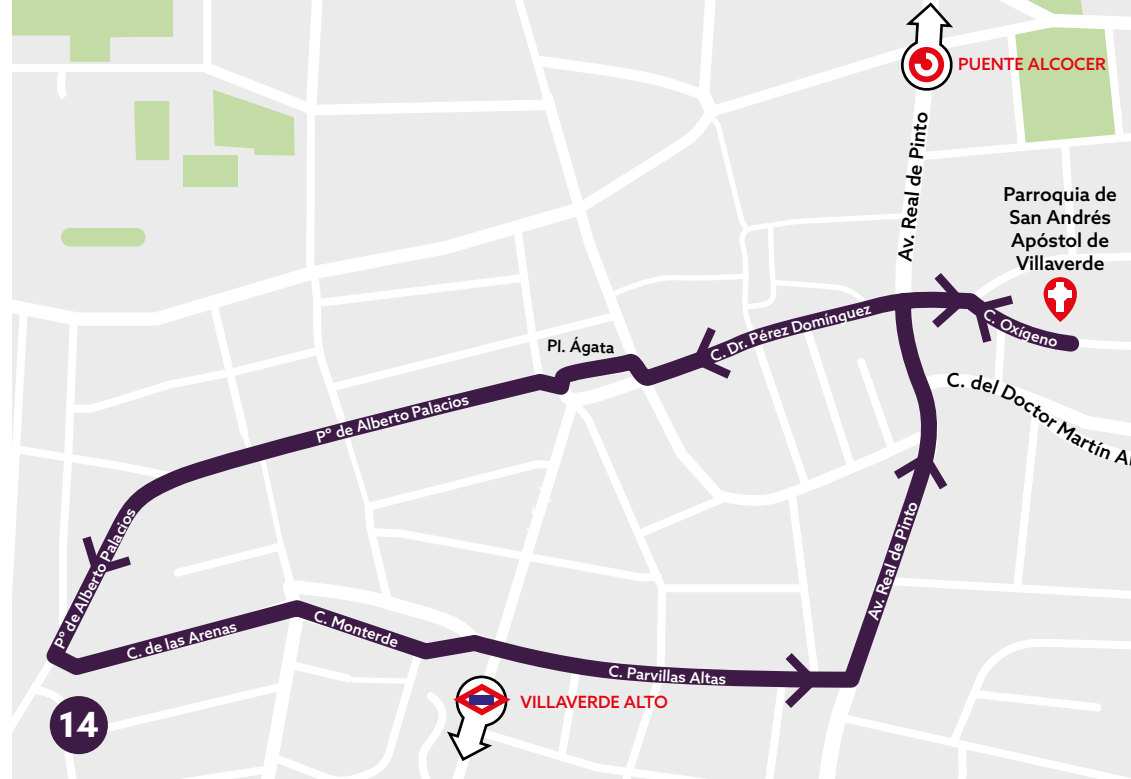 PUENTE ALCOCER
Av. Real de Pinto
Parroquia de
San Andrés
Apóstol de
Villaverde
C. Oxígeno
C. Dr. Pérez Domínguez
Pl. Ágata
C. del Doctor Martín A
Pº de Alberto Palacios
Pº de Alberto Palacios
Av. Real de Pinto
C. de las Arenas
C. Monterde
C. Parvillas Altas
VILLAVERDE ALTO
14